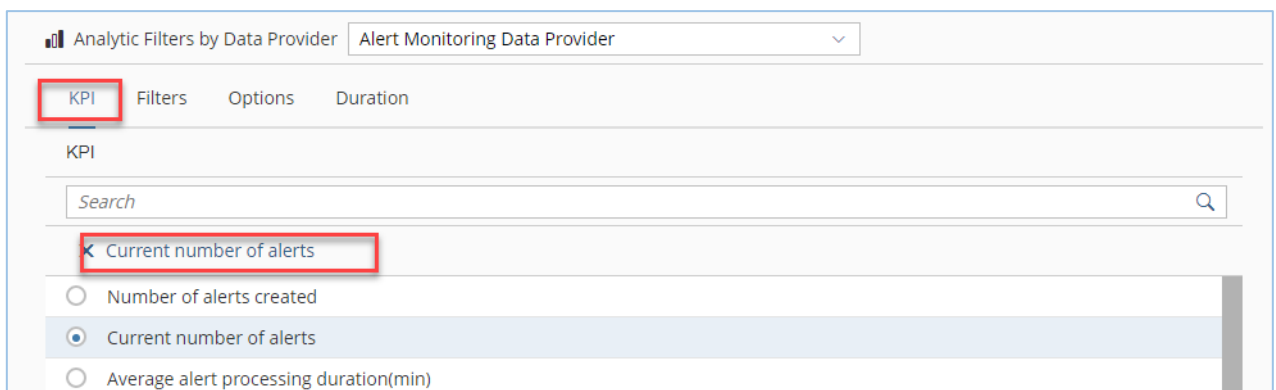 Analytic Filters by Data Provider Alert Monitoring Data Provider
KPI Filters Options Duration
KPI
Search
Current number of alerts
Number of alerts created
Current number of alerts
Average alert processing duration(min)